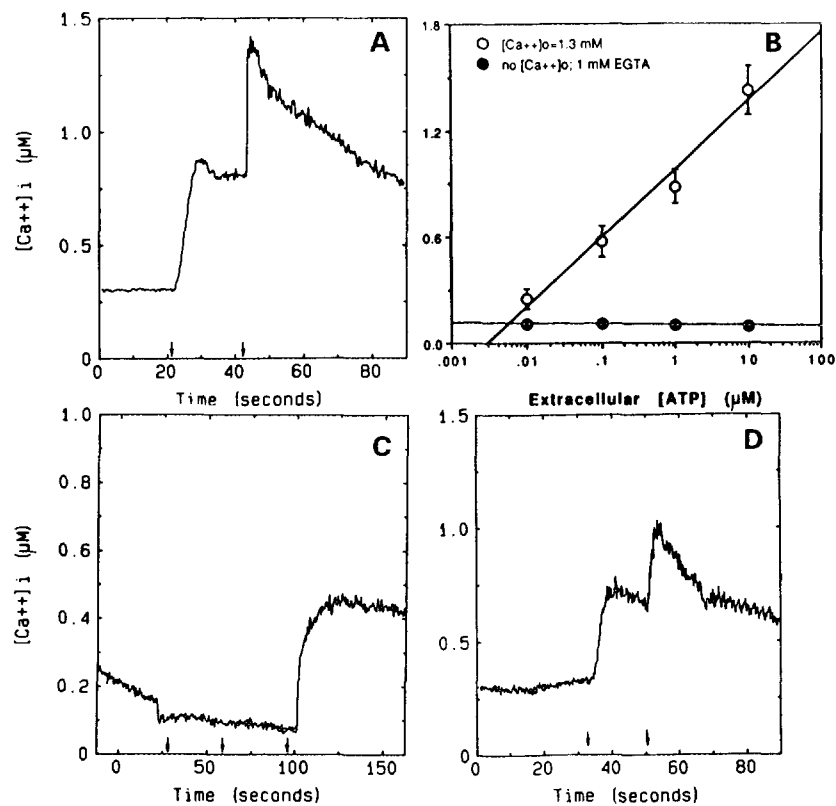 A
1.5
1.0
0.5
0
[Ca++] i (µM)
0 20 40 60 80
Time (seconds)
B
○ [Ca++]o=1.3 mM
● no [Ca++]o; 1 mM EGTA
1.8
1.2
0.6
0.0
.001 .01 .1 1 10 100
Extracellular [ATP] (µM)
C
1.0
0.8
0.6
0.4
0.2
0
[Ca++] i (µM)
0 50 100 150
Time (seconds)
D
1.5
1.0
0.5
0
0 20 40 60 80
Time (seconds)